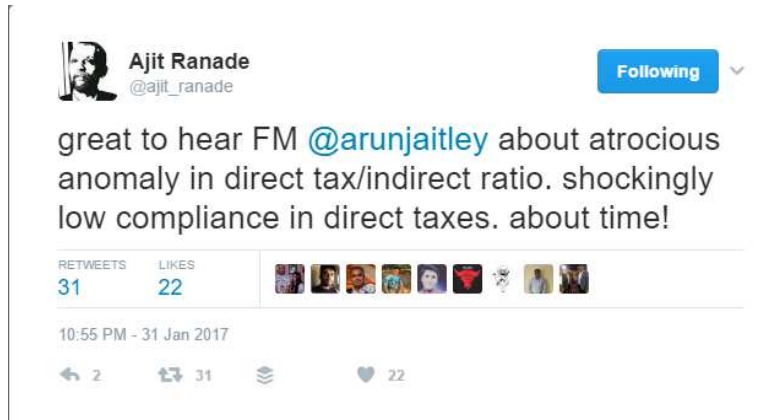 Ajit Ranade
@ajit_ranade
Following
great to hear FM @arunjaitley about atrocious
anomaly in direct tax/indirect ratio. shockingly
low compliance in direct taxes. about time!
RETWEETS LIKES
31 22
10:55 PM - 31 Jan 2017
2 31 22